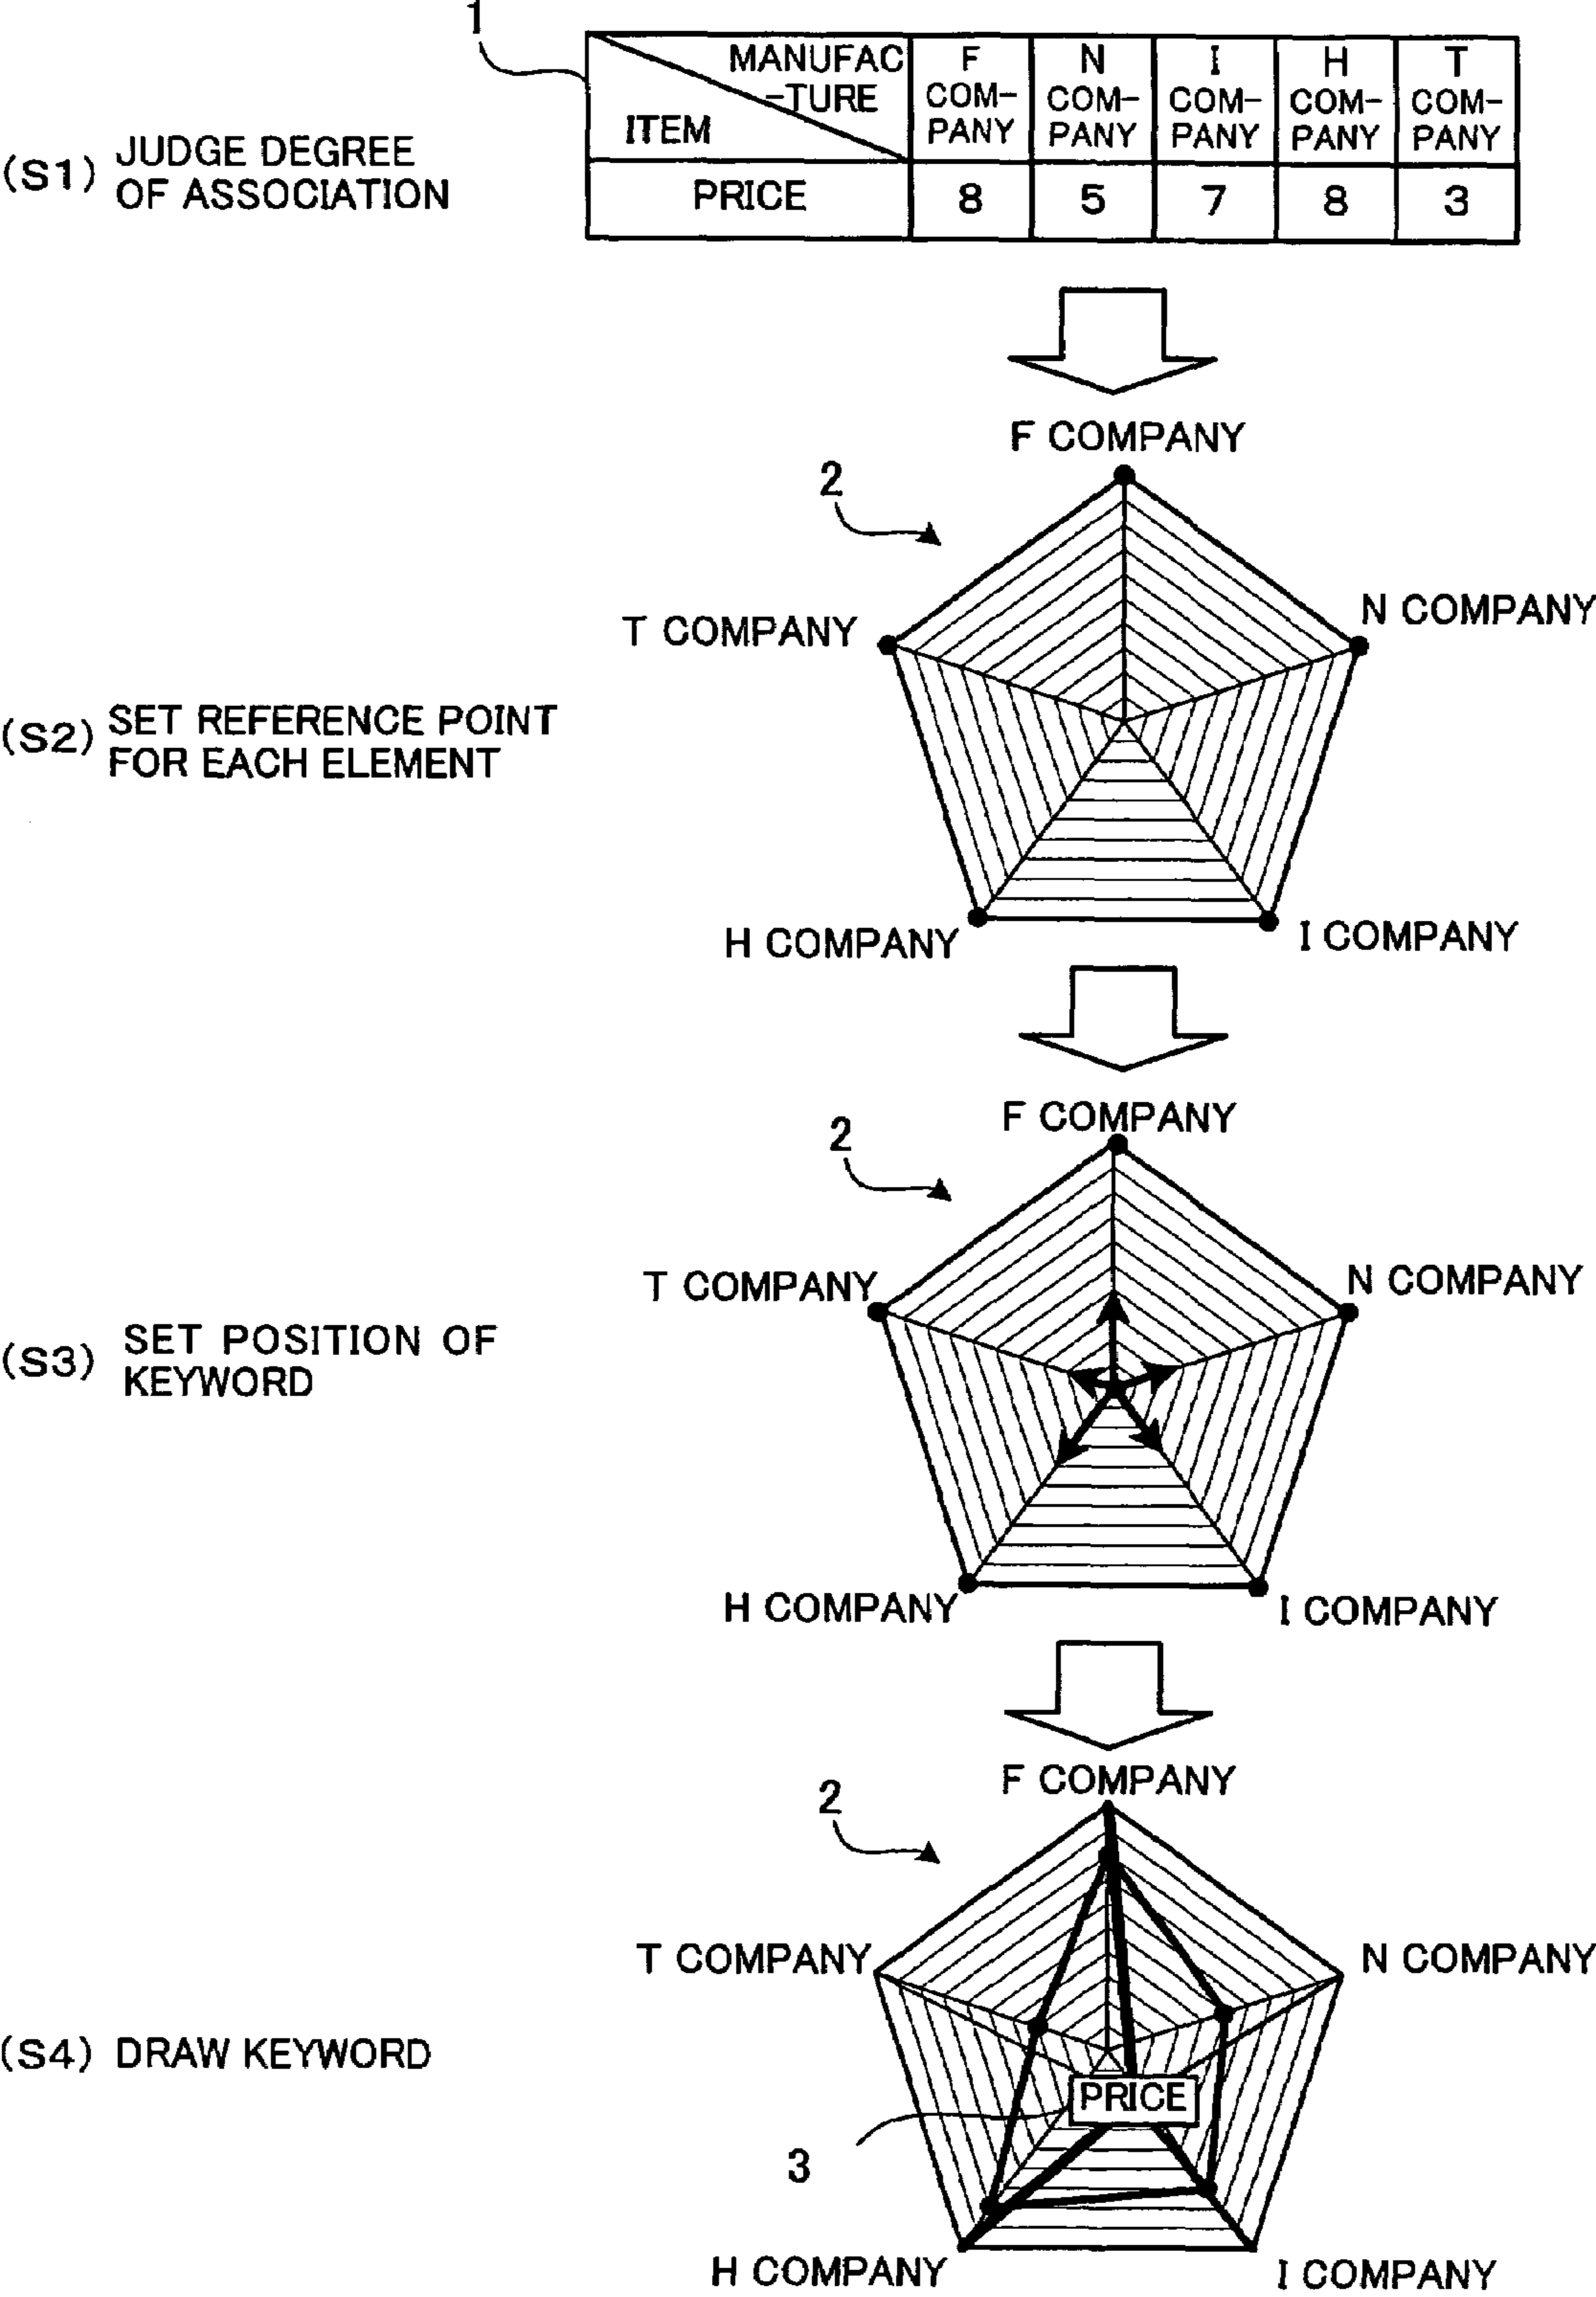 1
MANUFAC
-TURE
ITEM
F
COM-
PANY
N
COM-
PANY
I
COM-
PANY
H
COM-
PANY
T
COM-
PANY
PRICE
8
5
7
8
3
(S1) JUDGE DEGREE
OF ASSOCIATION
F COMPANY
2
T COMPANY
N COMPANY
(S2) SET REFERENCE POINT
FOR EACH ELEMENT
H COMPANY
I COMPANY
F COMPANY
2
T COMPANY
N COMPANY
(S3) SET POSITION OF
KEYWORD
H COMPANY
I COMPANY
F COMPANY
2
T COMPANY
N COMPANY
(S4) DRAW KEYWORD
PRICE
3
H COMPANY
I COMPANY